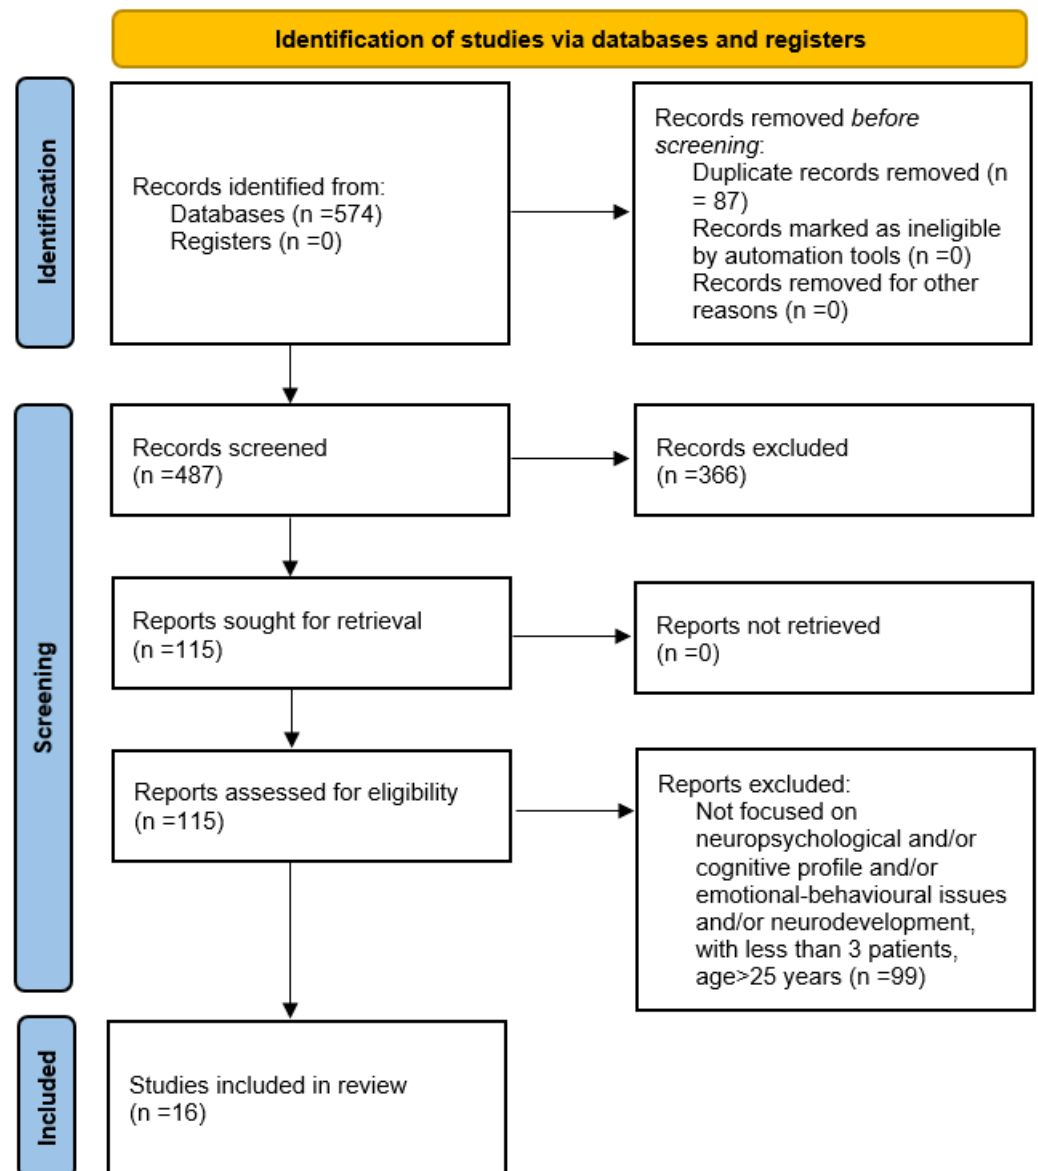 Identification of studies via databases and registers
Identification
Records identified from:
Databases (n =574)
Registers (n =0)
Records removed before
screening:
Duplicate records removed (n
= 87)
Records marked as ineligible
by automation tools (n =0)
Records removed for other
reasons (n =0)
Screening
Records screened
(n =487)
Records excluded
(n =366)
Reports sought for retrieval
(n =115)
Reports not retrieved
(n =0)
Reports assessed for eligibility
(n =115)
Reports excluded:
Not focused on
neuropsychological and/or
cognitive profile and/or
emotional-behavioural issues
and/or neurodevelopment,
with less than 3 patients,
age>25 years (n =99)
Included
Studies included in review
(n =16)